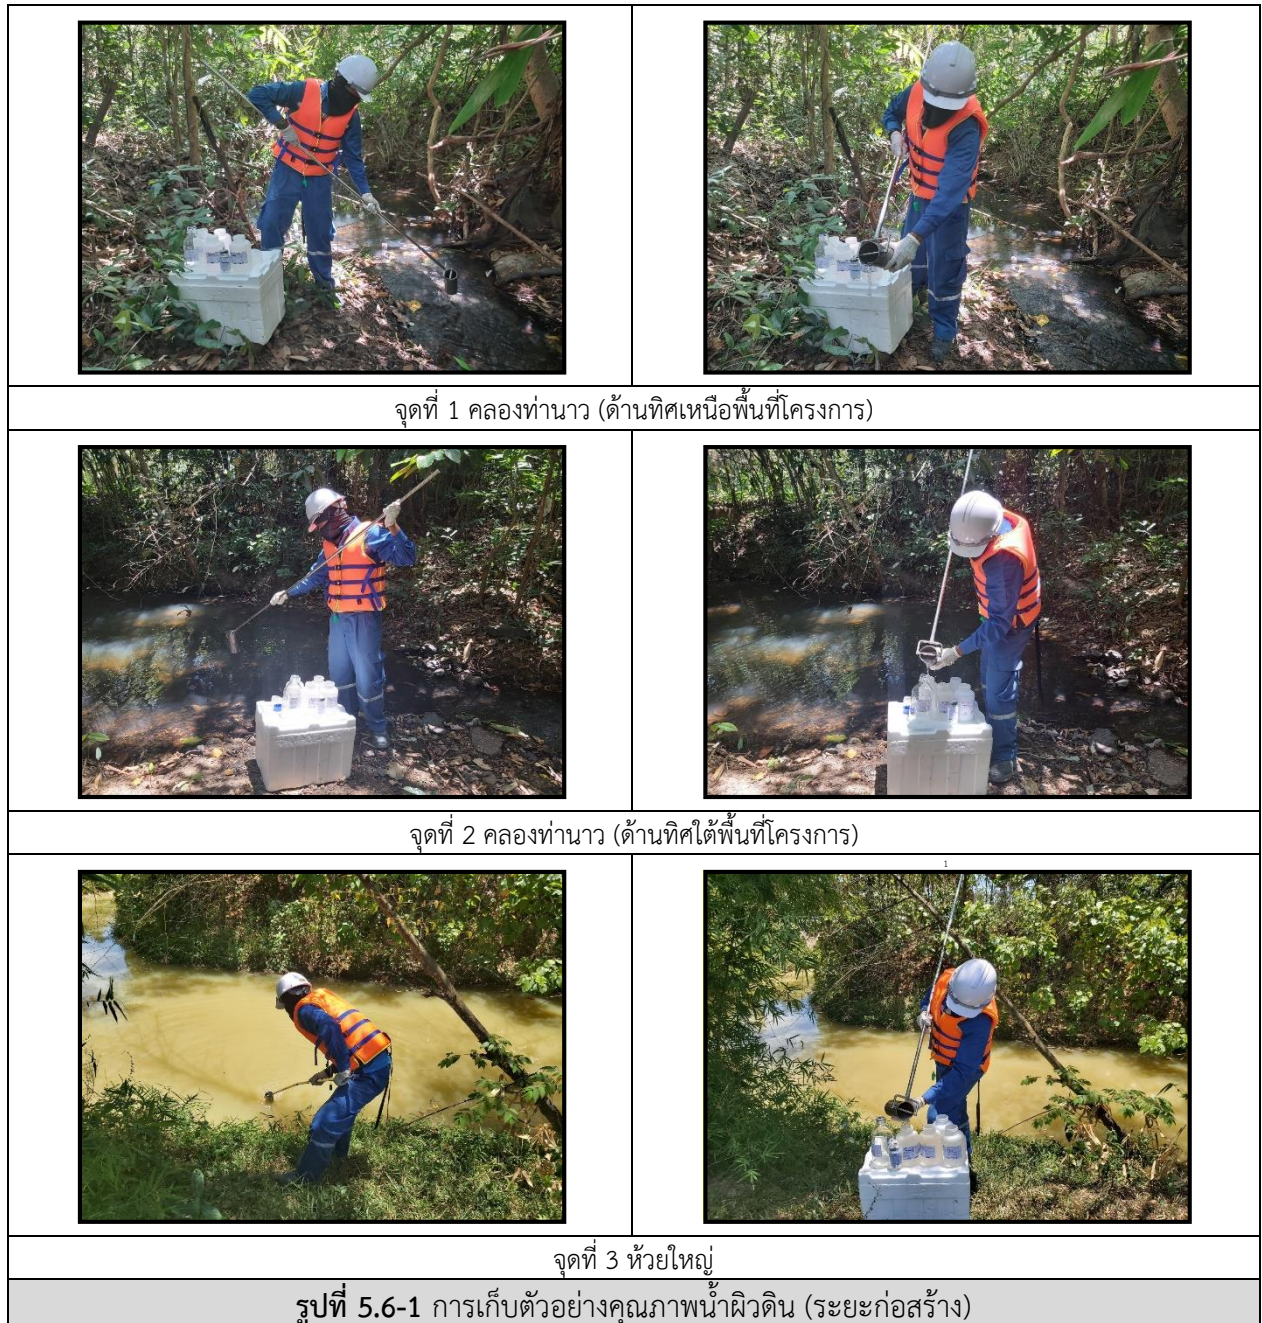 จุดที่ 1 คลองท่านาว (ด้านทิศเหนือพื้นที่โครงการ)
จุดที่ 2 คลองท่านาว (ด้านทิศใต้พื้นที่โครงการ)
1
จุดที่ 3 ห้วยใหญ่
รูปที่ 5.6-1 การเก็บตัวอย่างคุณภาพน้ำผิวดิน (ระยะก่อสร้าง)